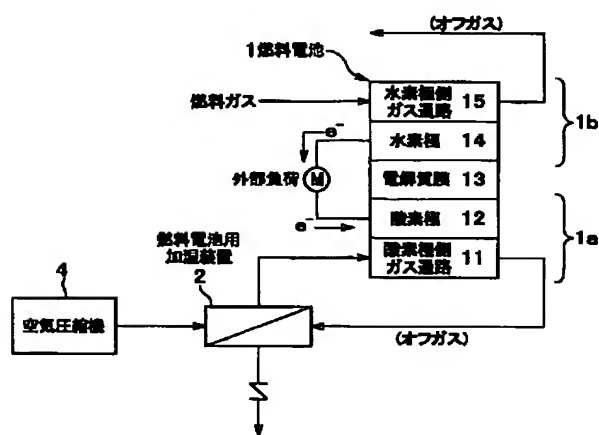 (オフガス)
1燃料電池
燃料ガス
水素極側
ガス通路 15
1b
水素極 14
e⁻
外部負荷 M
電解質膜 13
e⁻
酸素極 12
1a
酸素極側
ガス通路 11
燃料電池用
加湿装置
2
4
空気圧縮機
(オフガス)